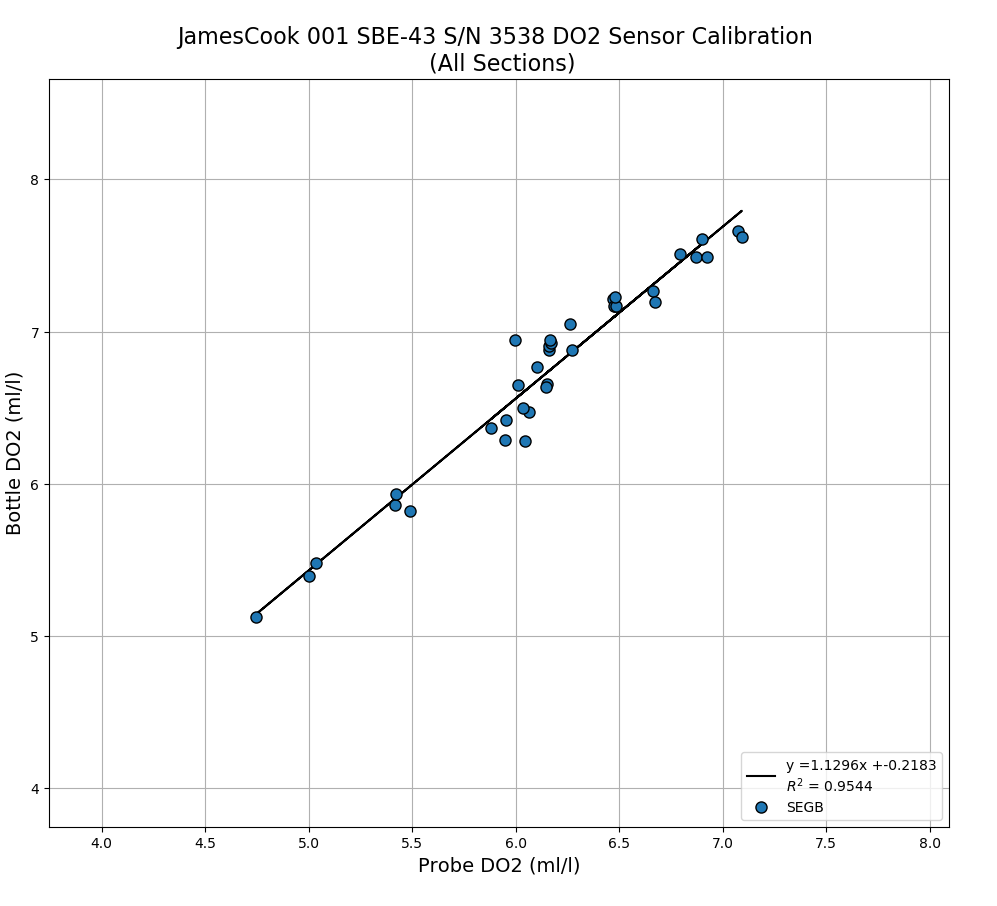 JamesCook 001 SBE-43 S/N 3538 DO2 Sensor Calibration
(All Sections)
8
7
6
5
4
Bottle DO2 (ml/l)
y =1.1296x +-0.2183
R² = 0.9544
SEGB
4.0 4.5 5.0 5.5 6.0 6.5 7.0 7.5 8.0
Probe DO2 (ml/l)